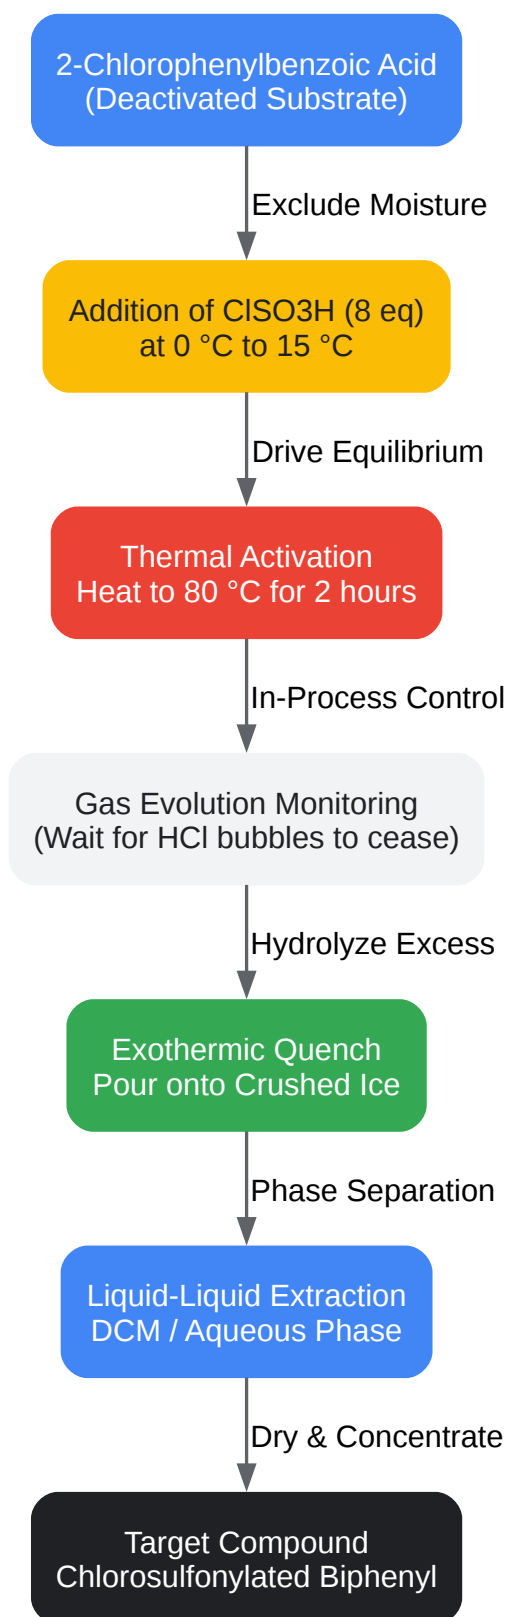 2-Chlorophenylbenzoic Acid
(Deactivated Substrate)
Exclude Moisture
Addition of ClSO3H (8 eq)
at 0 °C to 15 °C
Drive Equilibrium
Thermal Activation
Heat to 80 °C for 2 hours
In-Process Control
Gas Evolution Monitoring
(Wait for HCl bubbles to cease)
Hydrolyze Excess
Exothermic Quench
Pour onto Crushed Ice
Phase Separation
Liquid-Liquid Extraction
DCM / Aqueous Phase
Dry & Concentrate
Target Compound
Chlorosulfonylated Biphenyl